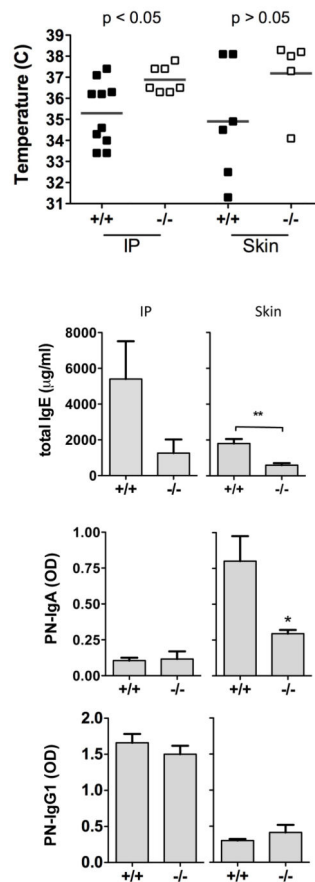 p < 0.05 p > 0.05
Temperature (C)
39
38
37
36
35
34
33
32
31
+/+ -/- +/+ -/-
IP Skin
IP Skin
total IgE (µg/ml)
8000
6000
4000
2000
0
**
+/+ -/- +/+ -/-
PN-IgA (OD)
1.00
0.75
0.50
0.25
0.00
*
+/+ -/- +/+ -/-
PN-IgG1 (OD)
2.0
1.5
1.0
0.5
0.0
+/+ -/- +/+ -/-